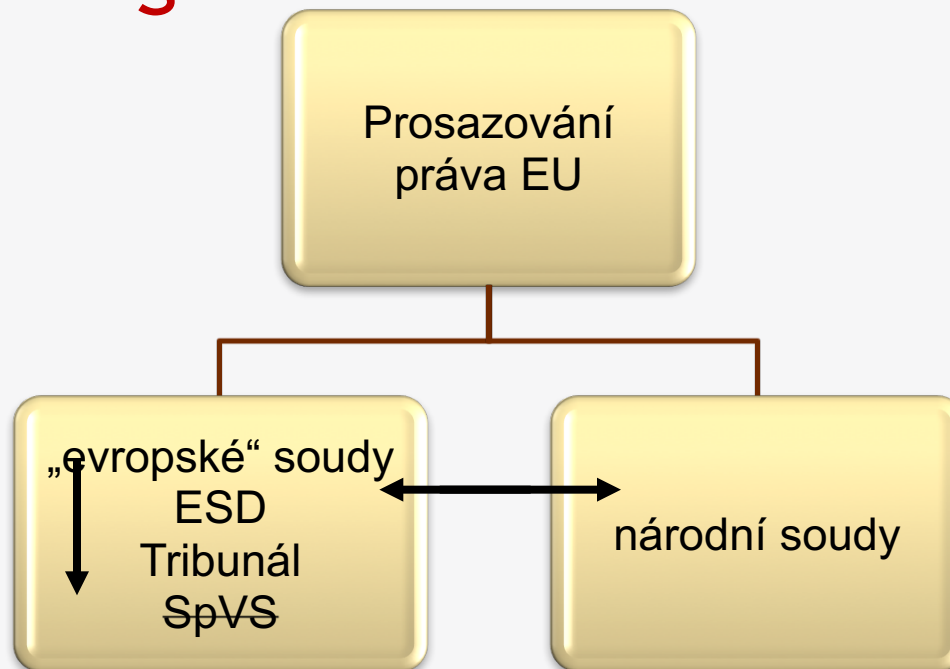 Prosazování
práva EU
„evropské“ soudy
ESD
Tribunál
SpVS
národní soudy